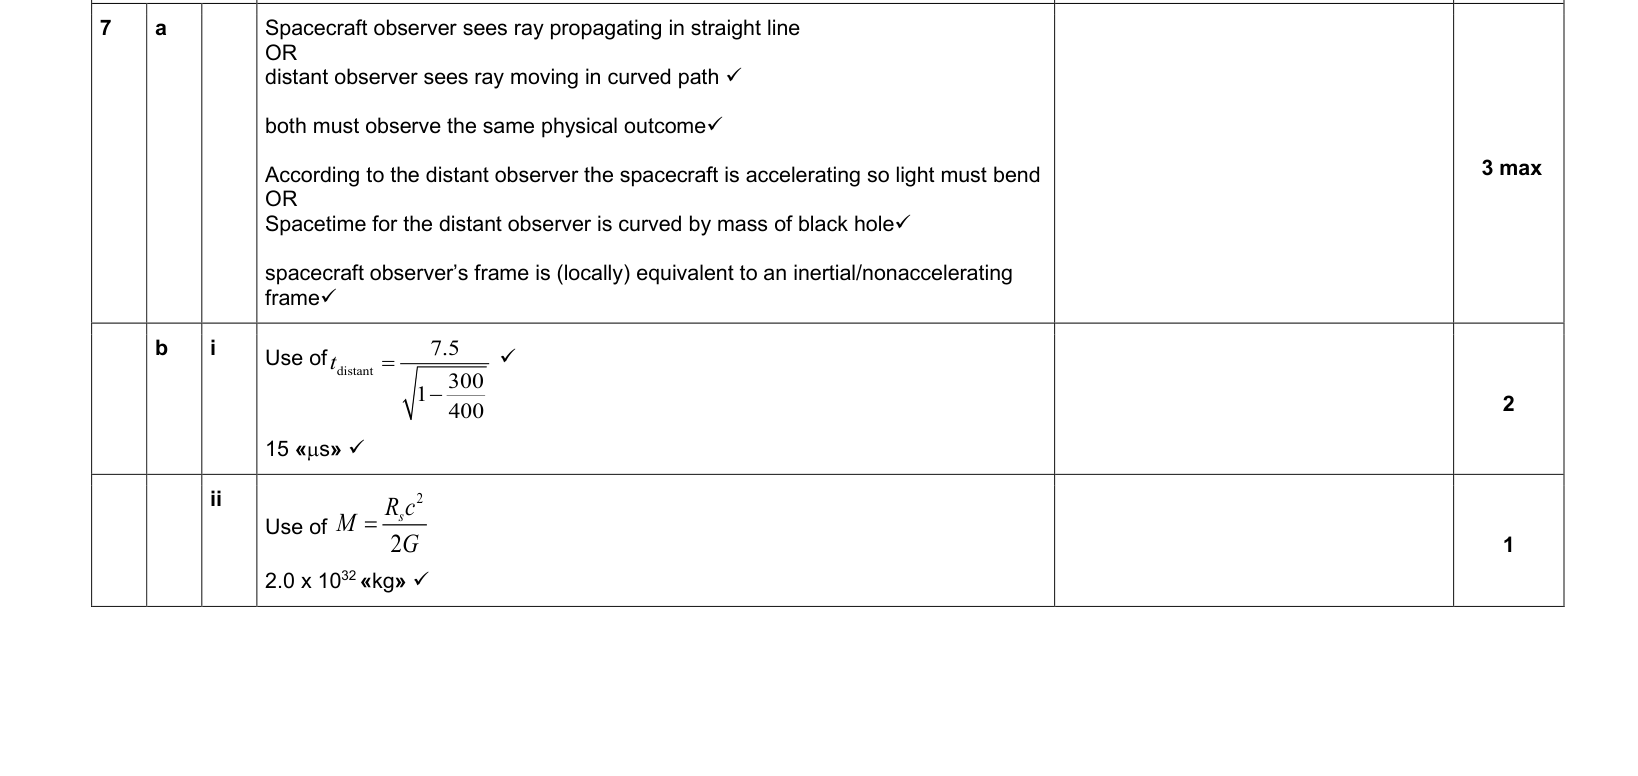 7 a Spacecraft observer sees ray propagating in straight line
OR
distant observer sees ray moving in curved path ✓
both must observe the same physical outcome✓
3 max
According to the distant observer the spacecraft is accelerating so light must bend
OR
Spacetime for the distant observer is curved by mass of black hole✓
spacecraft observer's frame is (locally) equivalent to an inertial/nonaccelerating
frame✓
b i Use of t_distant = 7.5 / √(1 − 300/400) ✓
2
15 «μs» ✓
ii Use of M = R_s c² / 2G
1
2.0 x 10³² «kg» ✓